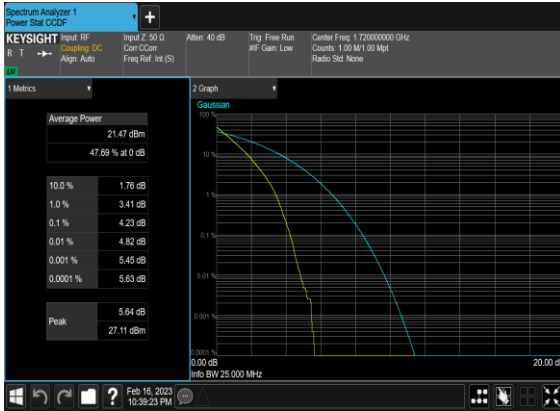 Spectrum Analyzer 1
Power Stat CCDF
+
KEYSIGHT
R T
LXI
Input: RF
Coupling: DC
Align: Auto
Input Z: 50 Ω
Corr CCorr
Freq Ref: Int (S)
Atten: 40 dB
Trig: Free Run
#IF Gain: Low
Center Freq: 1.720000000 GHz
Counts: 1.00 M/1.00 Mpt
Radio Std: None
1 Metrics
Average Power
21.47 dBm
47.69 % at 0 dB
10.0 % 1.76 dB
1.0 % 3.41 dB
0.1 % 4.23 dB
0.01 % 4.82 dB
0.001 % 5.45 dB
0.0001 % 5.63 dB
Peak
5.64 dB
27.11 dBm
2 Graph
Gaussian
100 %
10 %
1 %
0.1 %
0.01 %
0.001 %
0.0001 %
0.00 dB
20.00 d
Info BW 25.000 MHz
?
Feb 16, 2023
10:39:23 PM